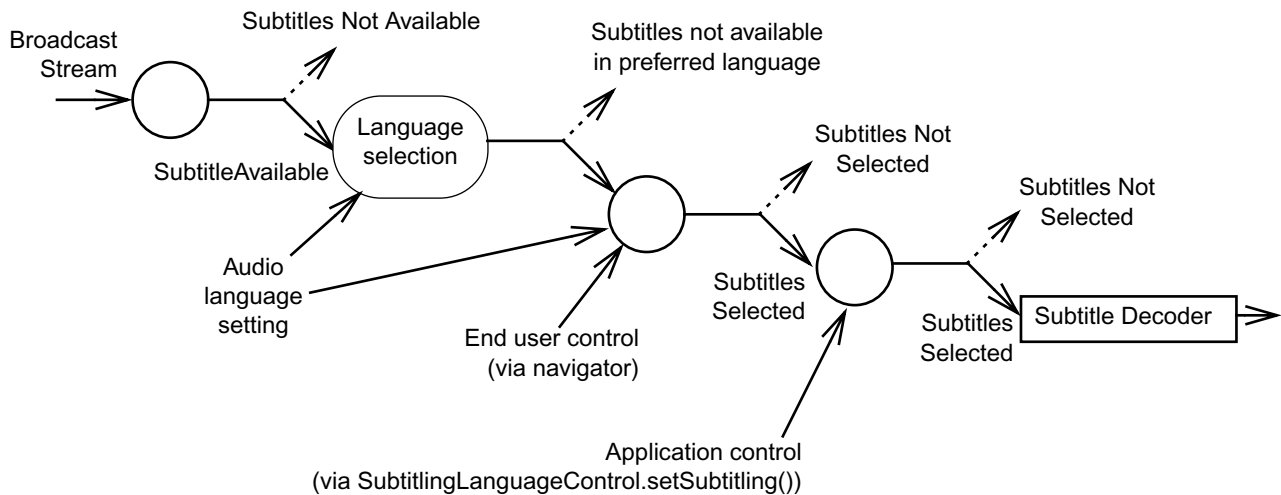 Subtitles Not Available
Broadcast
Stream
Subtitles not available
in preferred language
Language
selection
SubtitleAvailable
Subtitles Not
Selected
Subtitles Not
Selected
Audio
language
setting
Subtitles
Selected
End user control
(via navigator)
Subtitles
Selected
Subtitle Decoder
Application control
(via SubtitlingLanguageControl.setSubtitling())